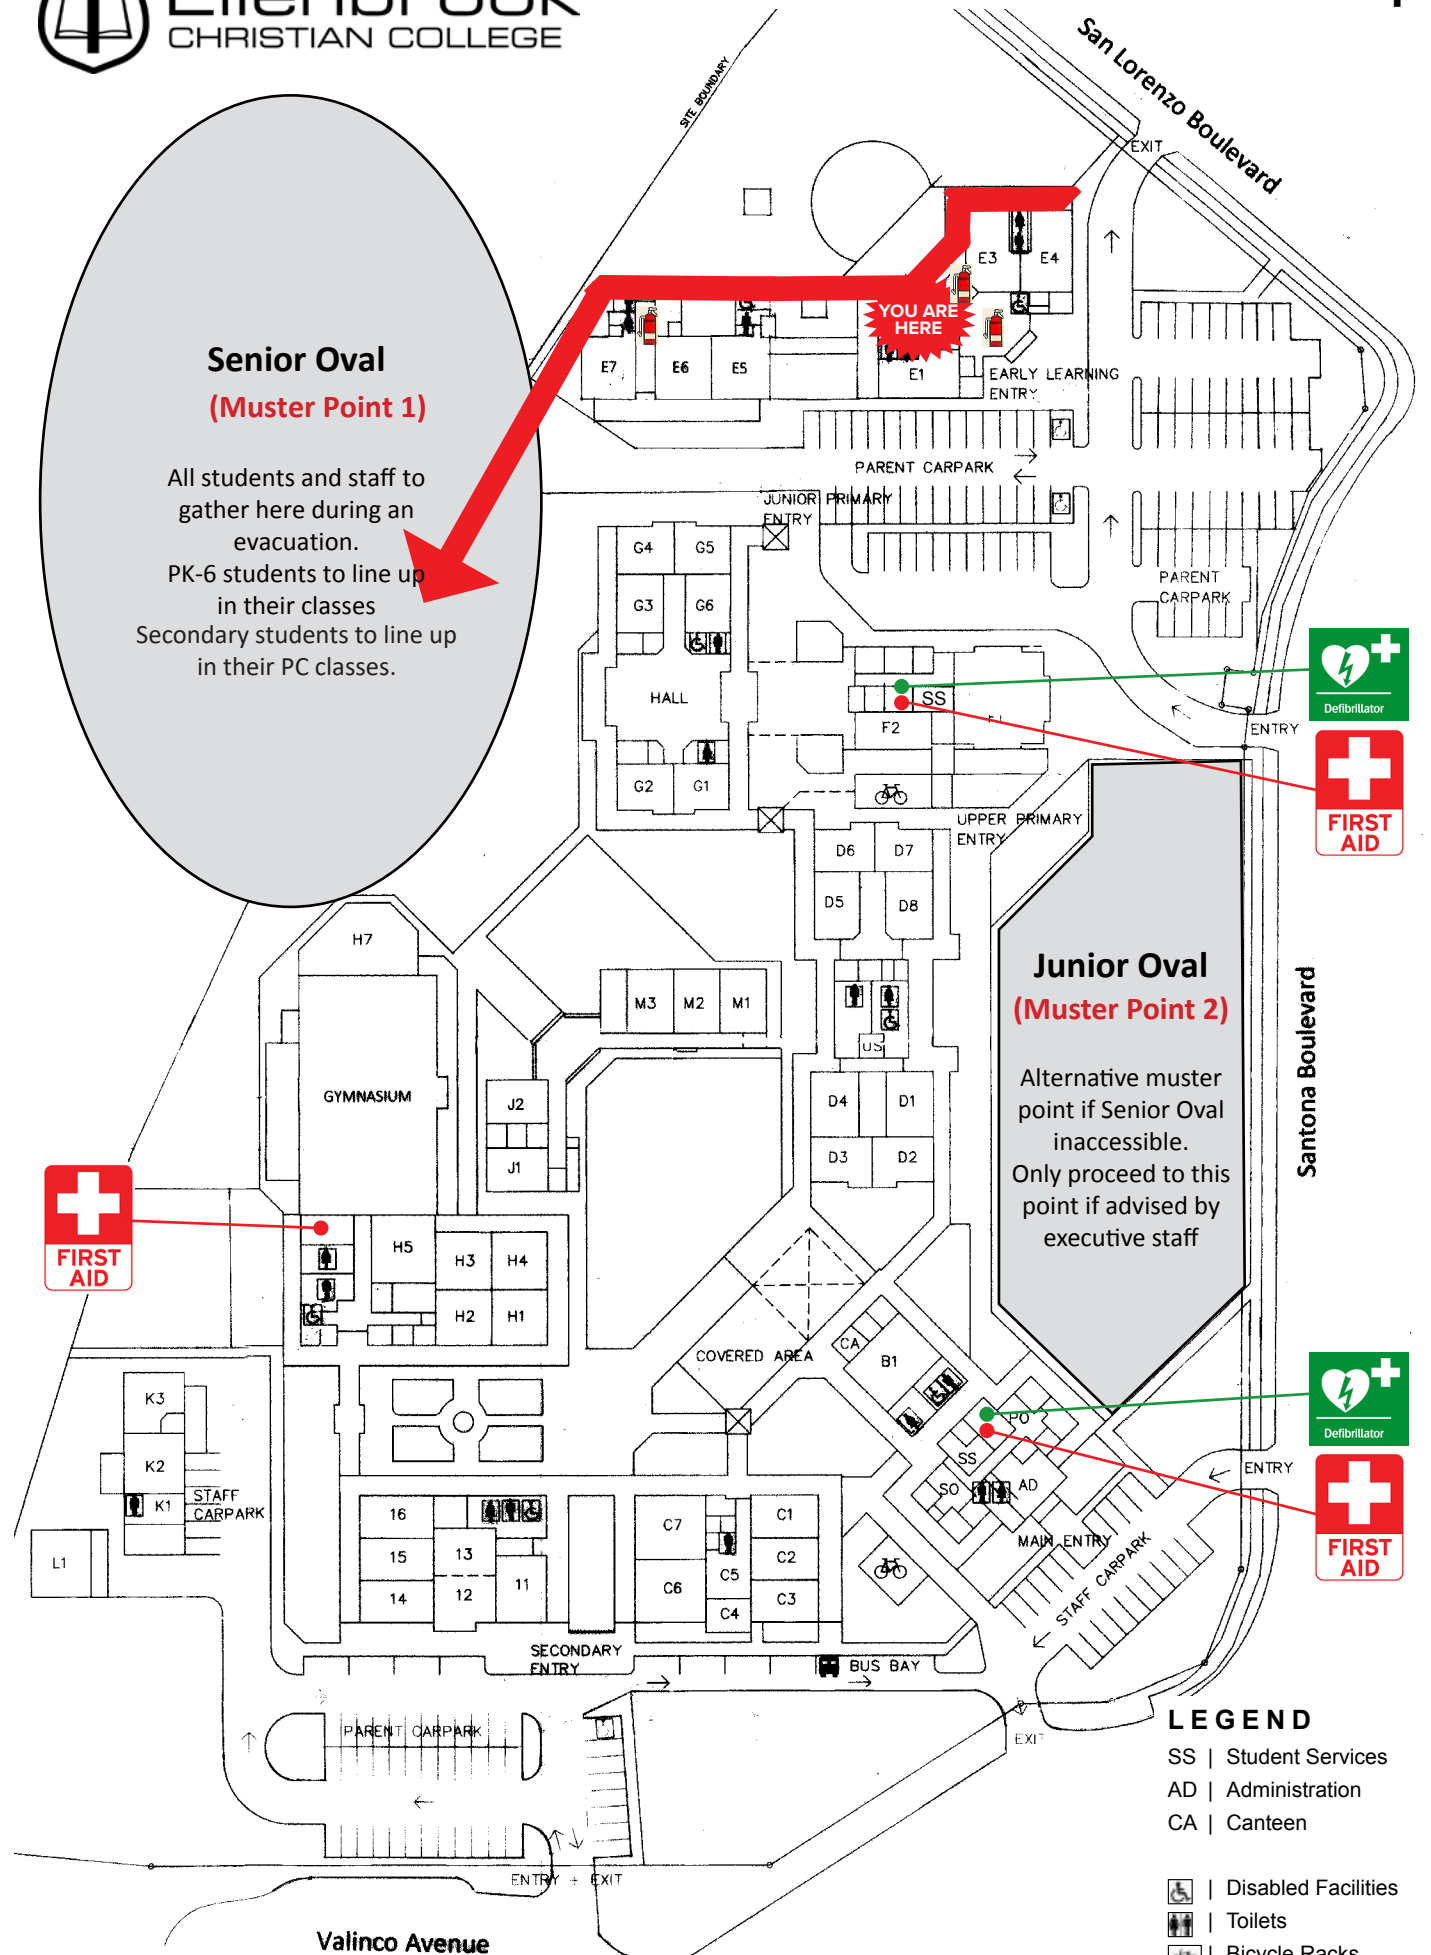 CHRISTIAN COLLEGE
San Lorenzo Boulevard
SITE BOUNDARY
EXIT
E3
E4
YOU ARE
HERE
E7
E6
E5
E1
EARLY LEARNING
ENTRY
Senior Oval
(Muster Point 1)
All students and staff to
gather here during an
evacuation.
PK-6 students to line up
in their classes
Secondary students to line up
in their PC classes.
PARENT CARPARK
JUNIOR PRIMARY
ENTRY
G4
G5
G3
G6
PARENT
CARPARK
HALL
SS
F2
Defibrillator
ENTRY
G2
G1
FIRST
AID
UPPER PRIMARY
ENTRY
D6
D7
D5
D8
H7
Junior Oval
(Muster Point 2)
Alternative muster
point if Senior Oval
inaccessible.
Only proceed to this
point if advised by
executive staff
Santona Boulevard
M3
M2
M1
US
GYMNASIUM
J2
J1
D4
D1
D3
D2
FIRST
AID
H5
H3
H4
H2
H1
COVERED AREA
CA
B1
Defibrillator
K3
K2
K1
STAFF
CARPARK
L1
PO
SS
SO
AD
ENTRY
MAIN ENTRY
STAFF CARPARK
FIRST
AID
16
15
14
13
12
11
C7
C6
C5
C4
C1
C2
C3
SECONDARY
ENTRY
BUS BAY
PARENT CARPARK
EXIT
ENTRY + EXIT
Valinco Avenue
LEGEND
SS | Student Services
AD | Administration
CA | Canteen
| Disabled Facilities
| Toilets
| Bicycle Racks